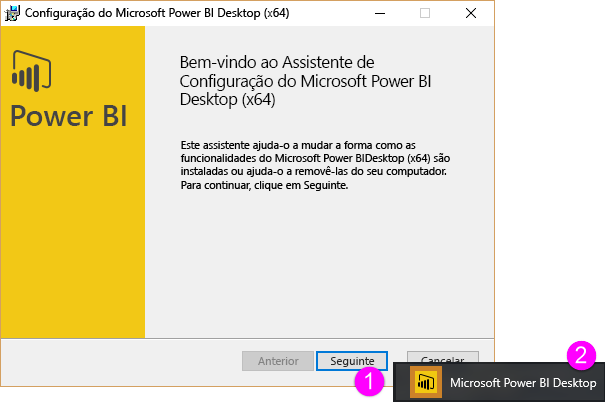 Configuração do Microsoft Power BI Desktop (x64)
Power BI
Bem-vindo ao Assistente de
Configuração do Microsoft Power BI
Desktop (x64)
Este assistente ajuda-o a mudar a forma como as
funcionalidades do Microsoft Power BIDesktop (x64) são
instaladas ou ajuda-o a removê-las do seu computador.
Para continuar, clique em Seguinte.
Anterior
Seguinte
Cancelar
1
2
Microsoft Power BI Desktop